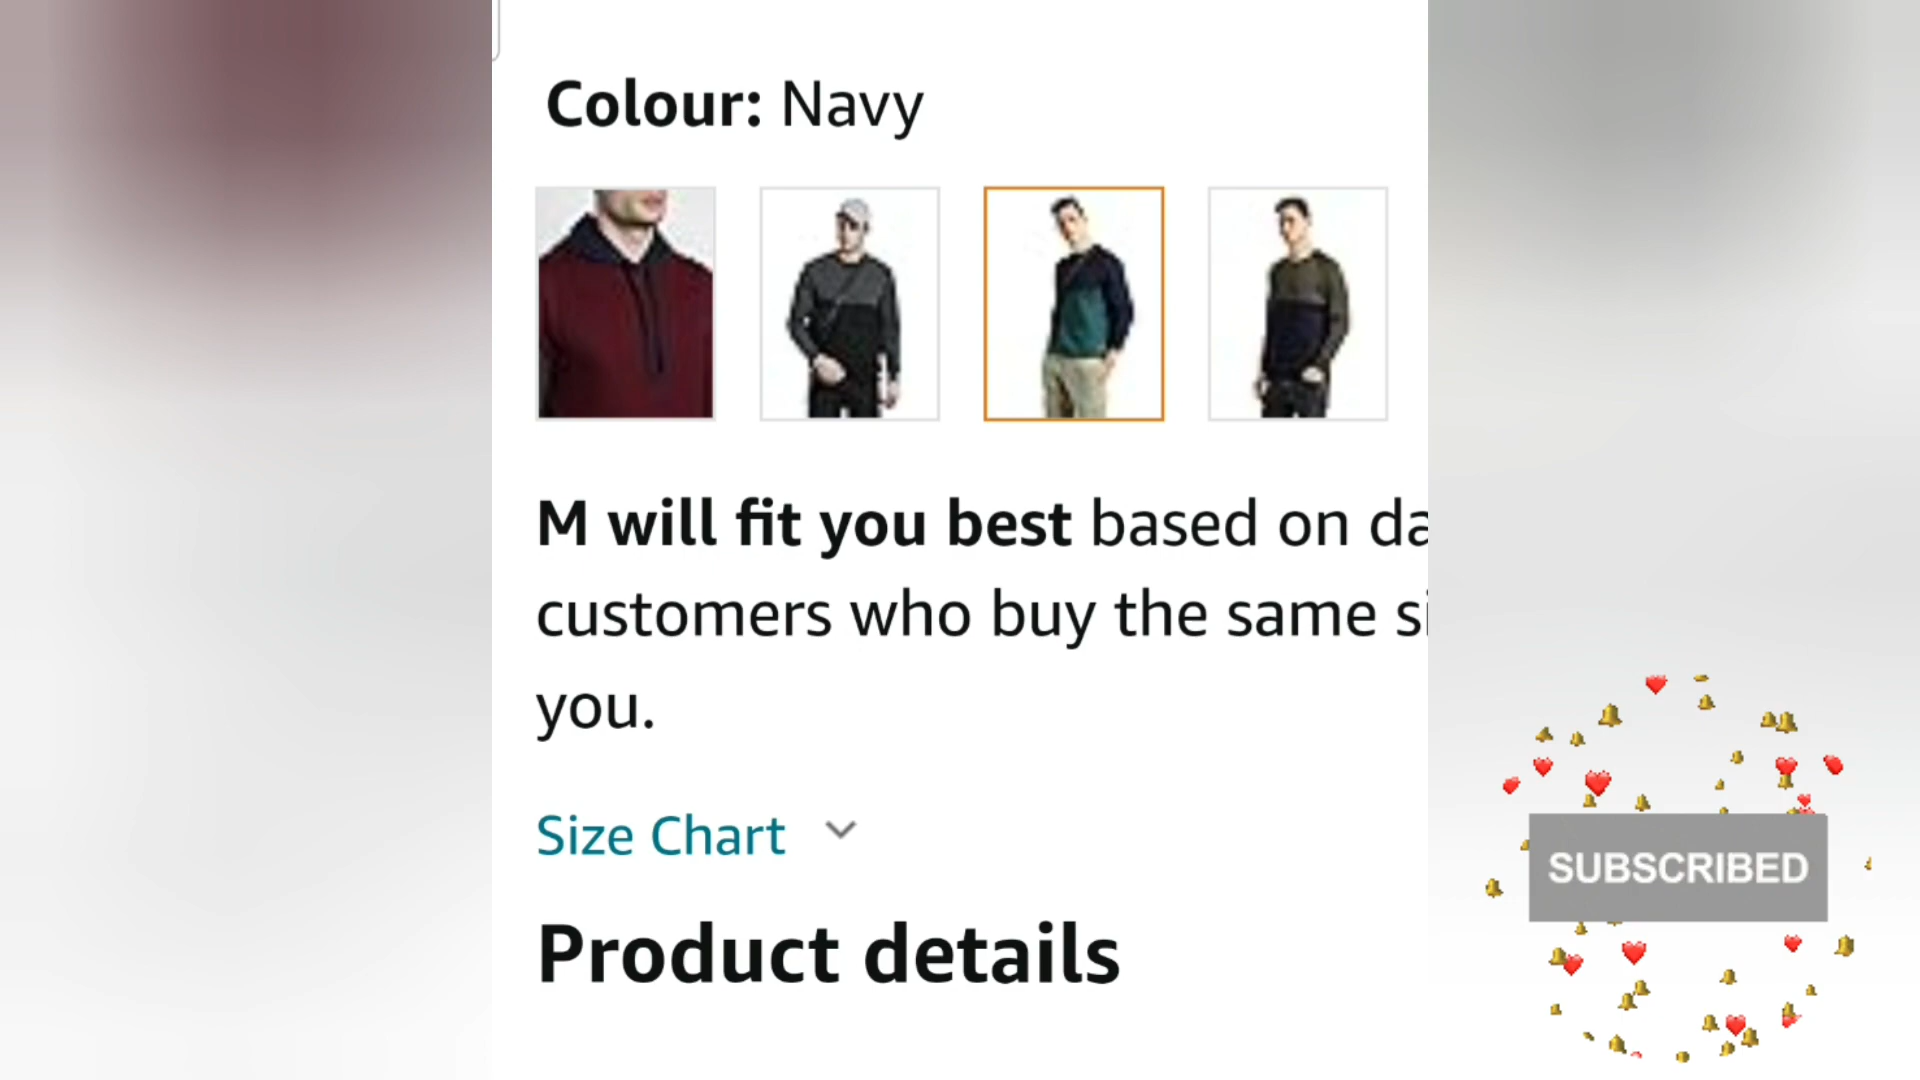 Colour: Navy
M will fit you best based on da
customers who buy the same si
you.
Size Chart
Product details
SUBSCRIBED